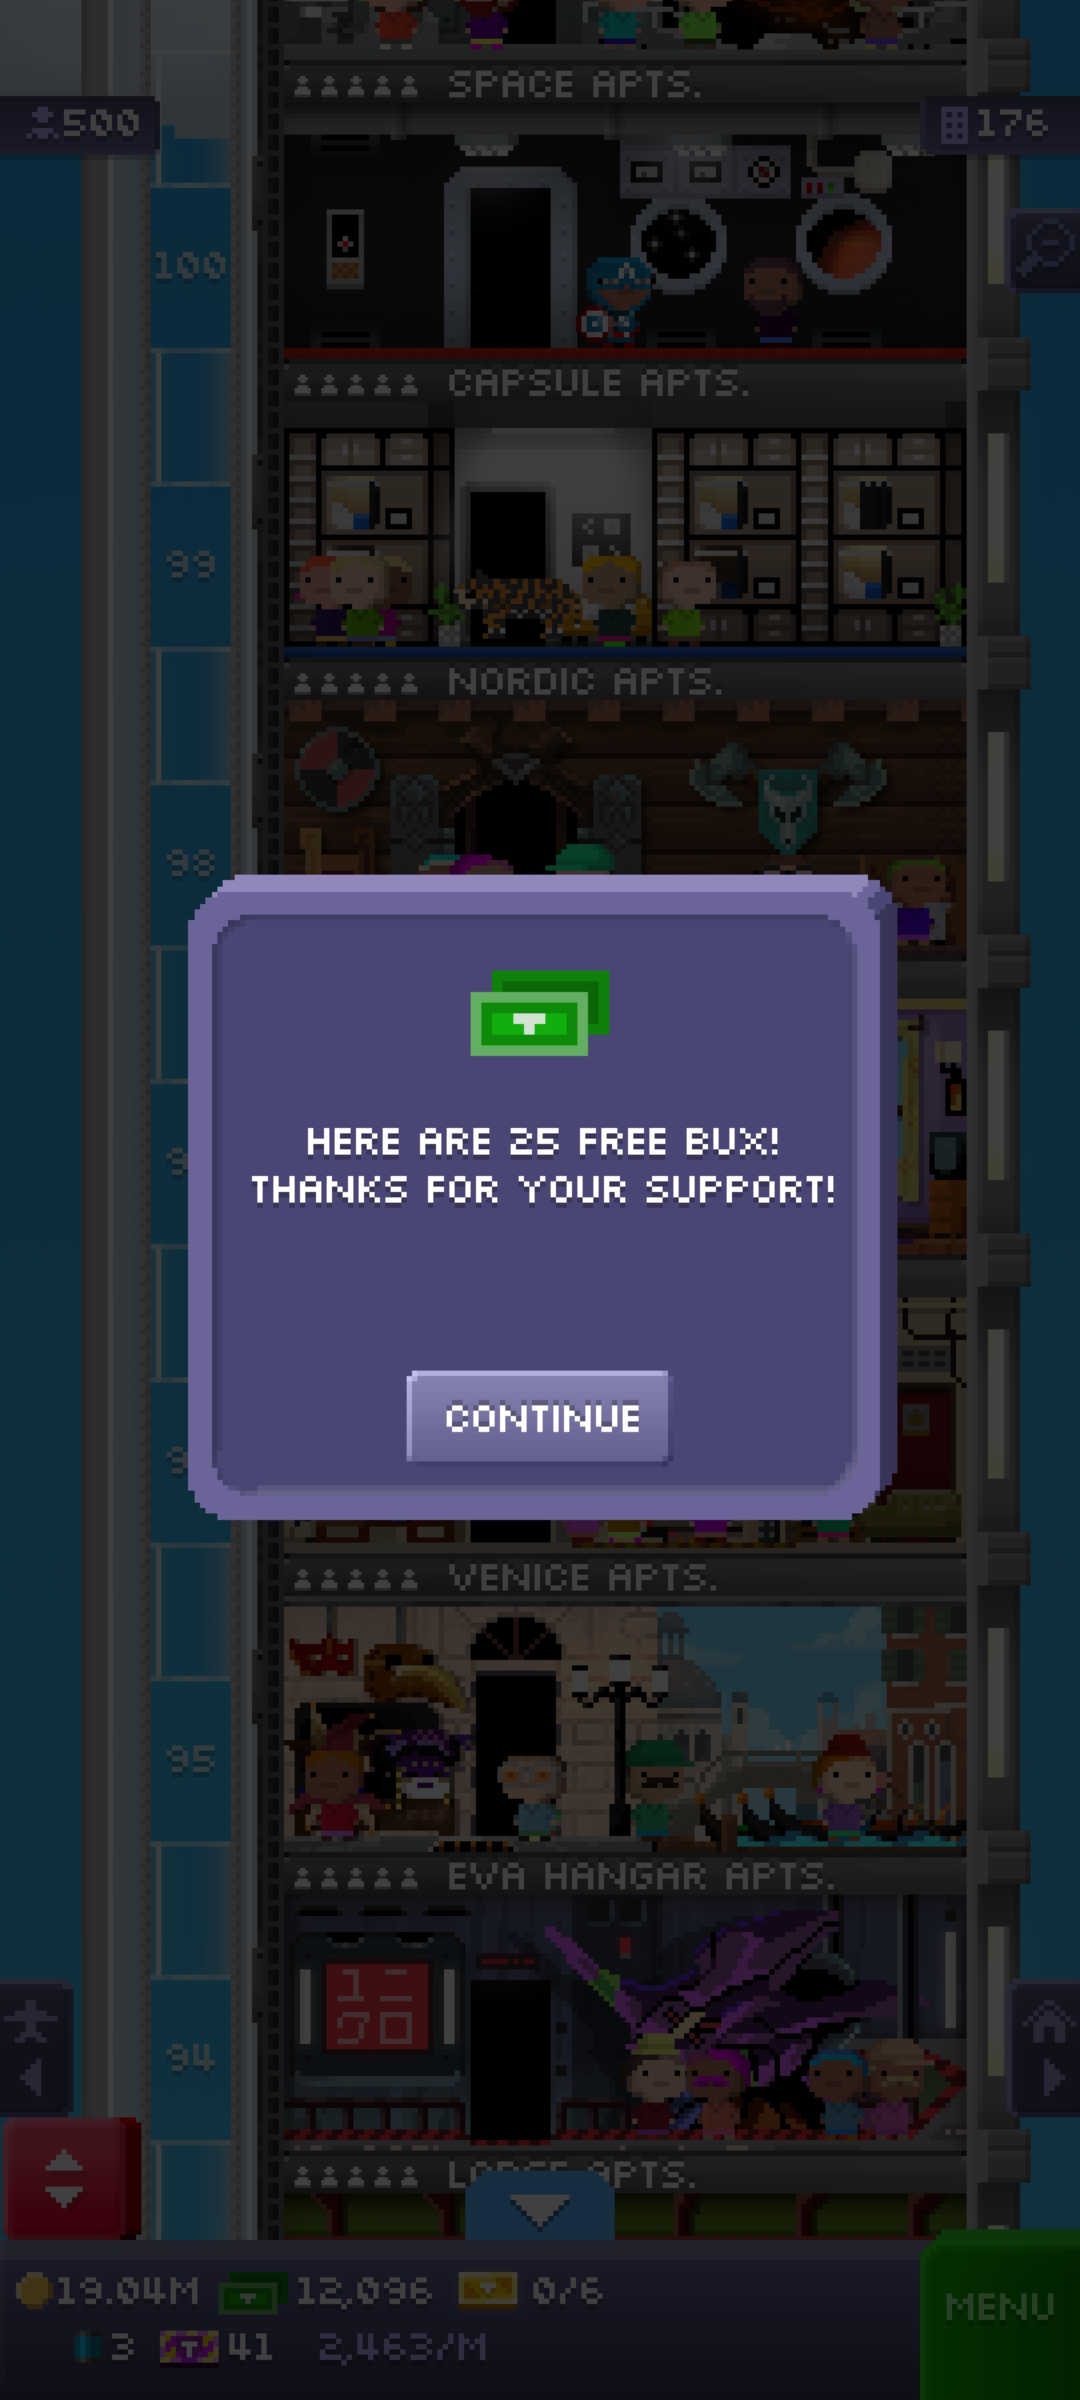 SPACE APTS.
500
176
100
CAPSULE APTS.
99
NORDIC APTS.
98
HERE ARE 25 FREE BUX!
THANKS FOR YOUR SUPPORT!
CONTINUE
VENICE APTS.
95
EVA HANGAR APTS.
94
19.04M
12,096
0/6
MENU
3
41
2,463/M